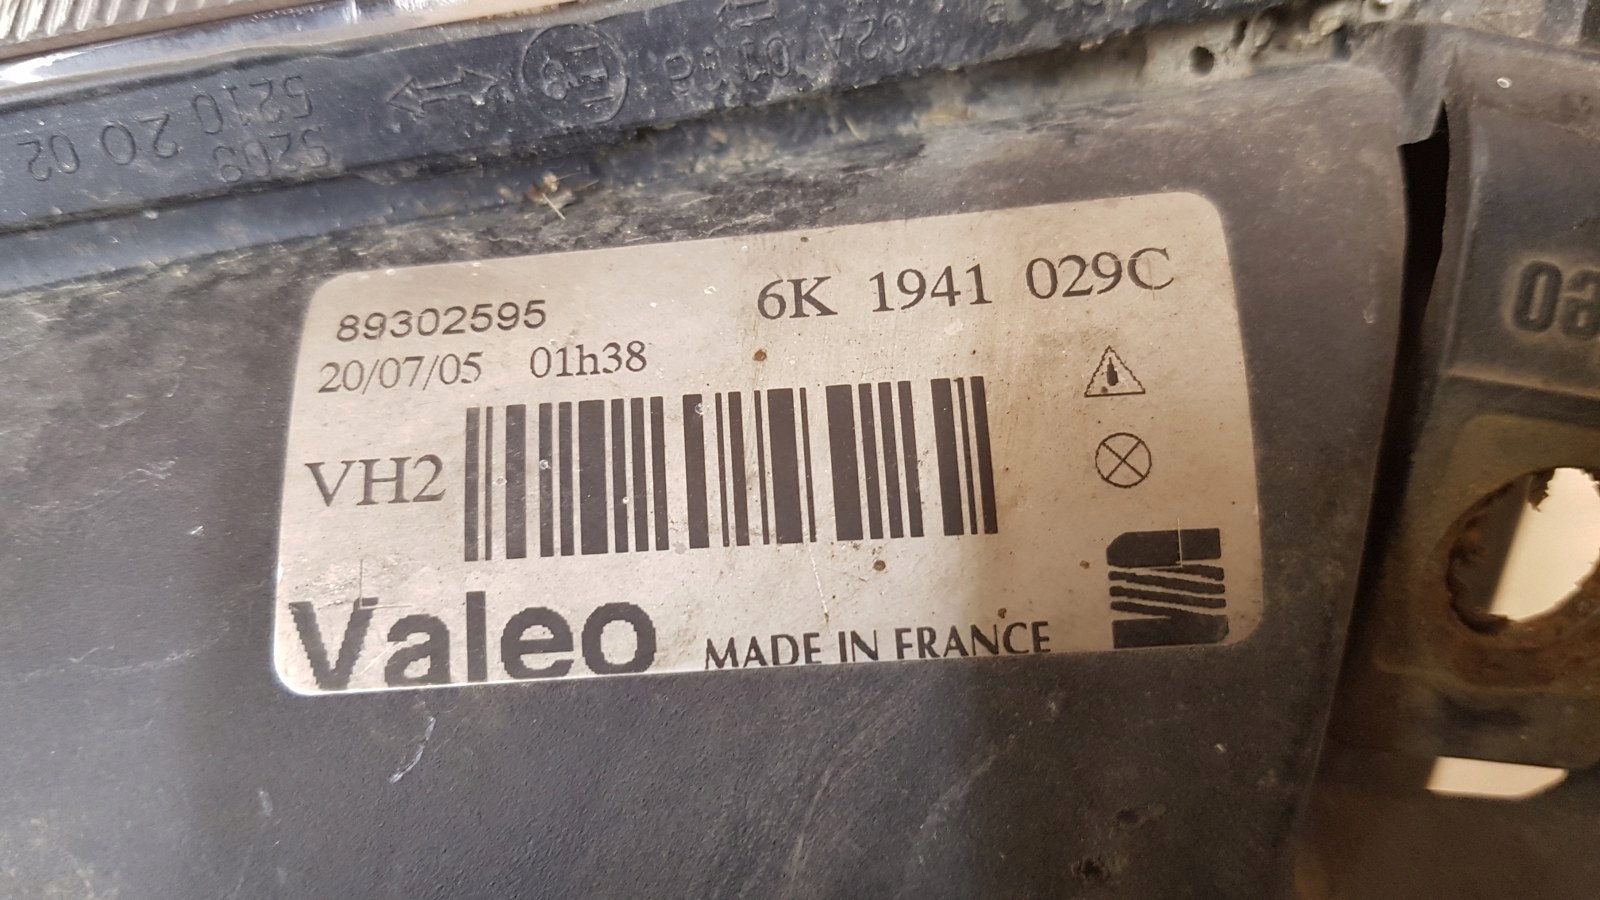 5209
5210 20 02
89302595
6K 1941 029C
20/07/05 01h38
VH2
Valeo
MADE IN FRANCE